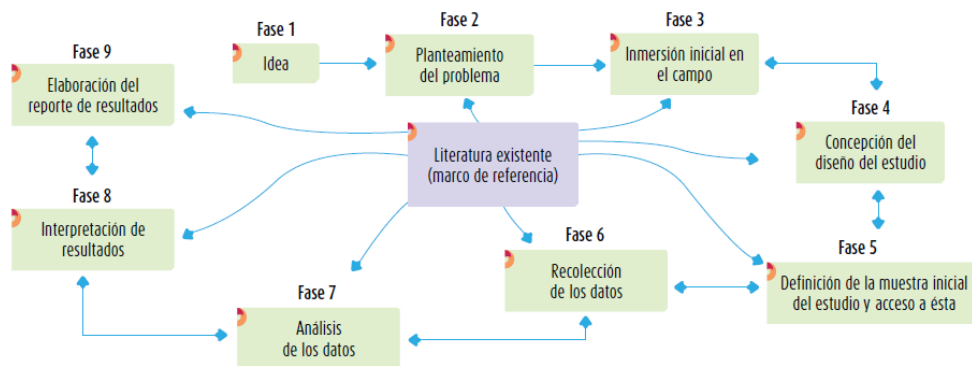 Fase 1
Idea
Fase 2
Planteamiento
del problema
Fase 3
Inmersión inicial en
el campo
Fase 4
Concepción del
diseño del estudio
Fase 5
Definición de la muestra inicial
del estudio y acceso a ésta
Fase 6
Recolección
de los datos
Fase 7
Análisis
de los datos
Fase 8
Interpretación de
resultados
Fase 9
Elaboración del
reporte de resultados
Literatura existente
(marco de referencia)